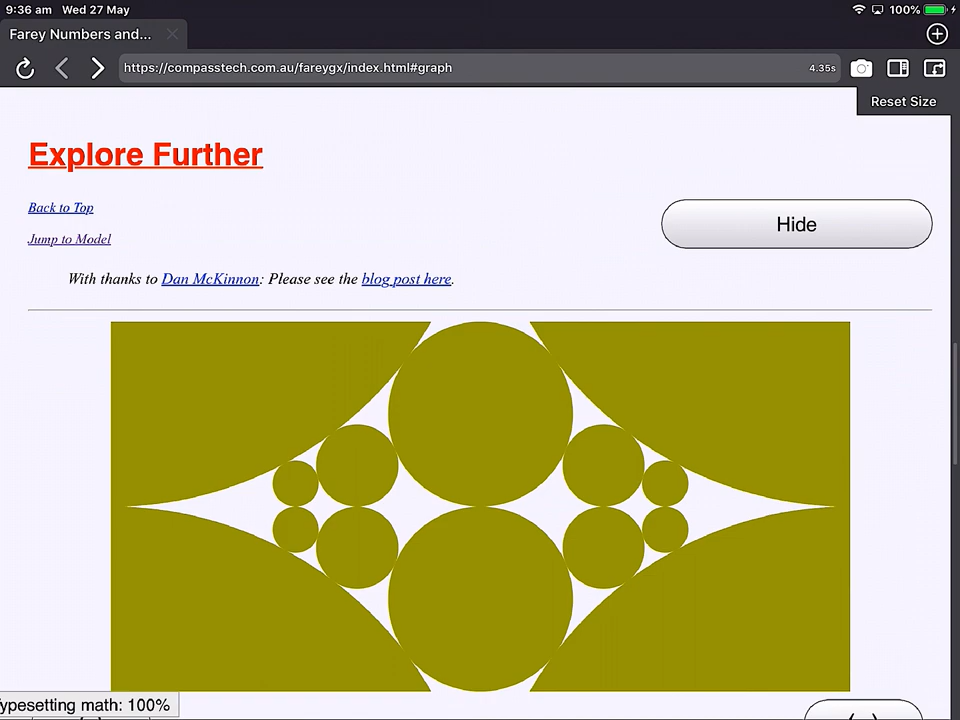 9:36 am Wed 27 May 100%
Farey Numbers and...
https://compasstech.com.au/fareygx/index.html#graph 4.35s
Reset Size
Explore Further
Back to Top
Hide
Jump to Model
With thanks to Dan McKinnon: Please see the blog post here.
ypesetting math: 100%